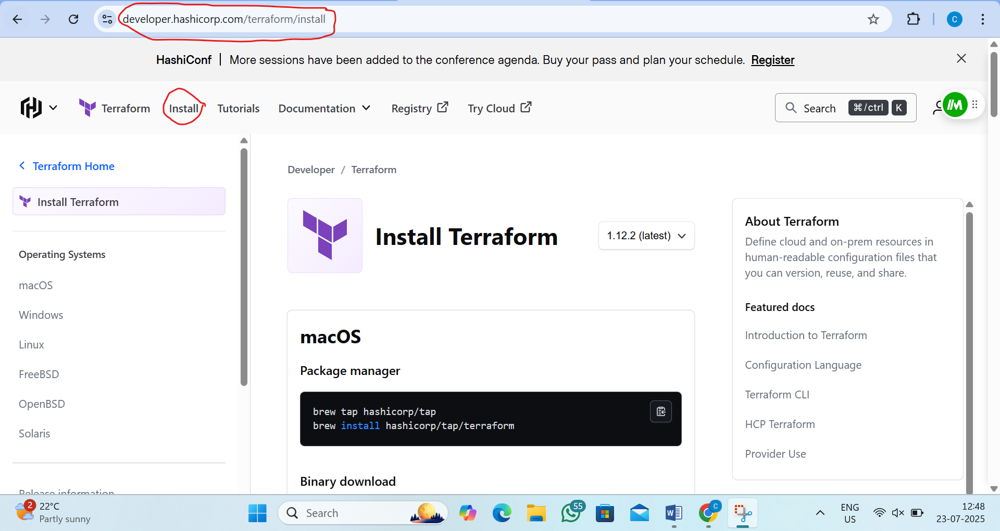 developer.hashicorp.com/terraform/install
C
HashiConf | More sessions have been added to the conference agenda. Buy your pass and plan your schedule. Register
Terraform Install Tutorials Documentation Registry Try Cloud Search ⌘/ctrl K
Terraform Home
Install Terraform
Operating Systems
macOS
Windows
Linux
FreeBSD
OpenBSD
Solaris
Release information
Developer / Terraform
Install Terraform
1.12.2 (latest)
macOS
Package manager
brew tap hashicorp/tap
brew install hashicorp/tap/terraform
Binary download
About Terraform
Define cloud and on-prem resources in
human-readable configuration files that
you can version, reuse, and share.
Featured docs
Introduction to Terraform
Configuration Language
Terraform CLI
HCP Terraform
Provider Use
2
22°C
Partly sunny
Search
55
W
C
ENG
US
12:48
23-07-2025